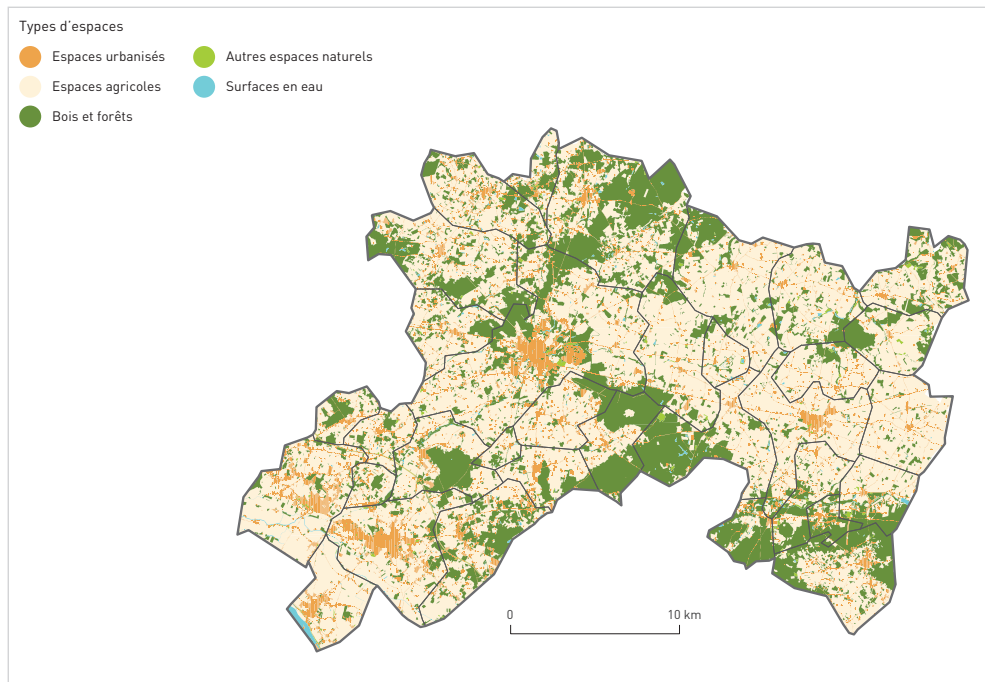 Types d'espaces
Espaces urbanisés
Autres espaces naturels
Espaces agricoles
Surfaces en eau
Bois et forêts
0
10 km